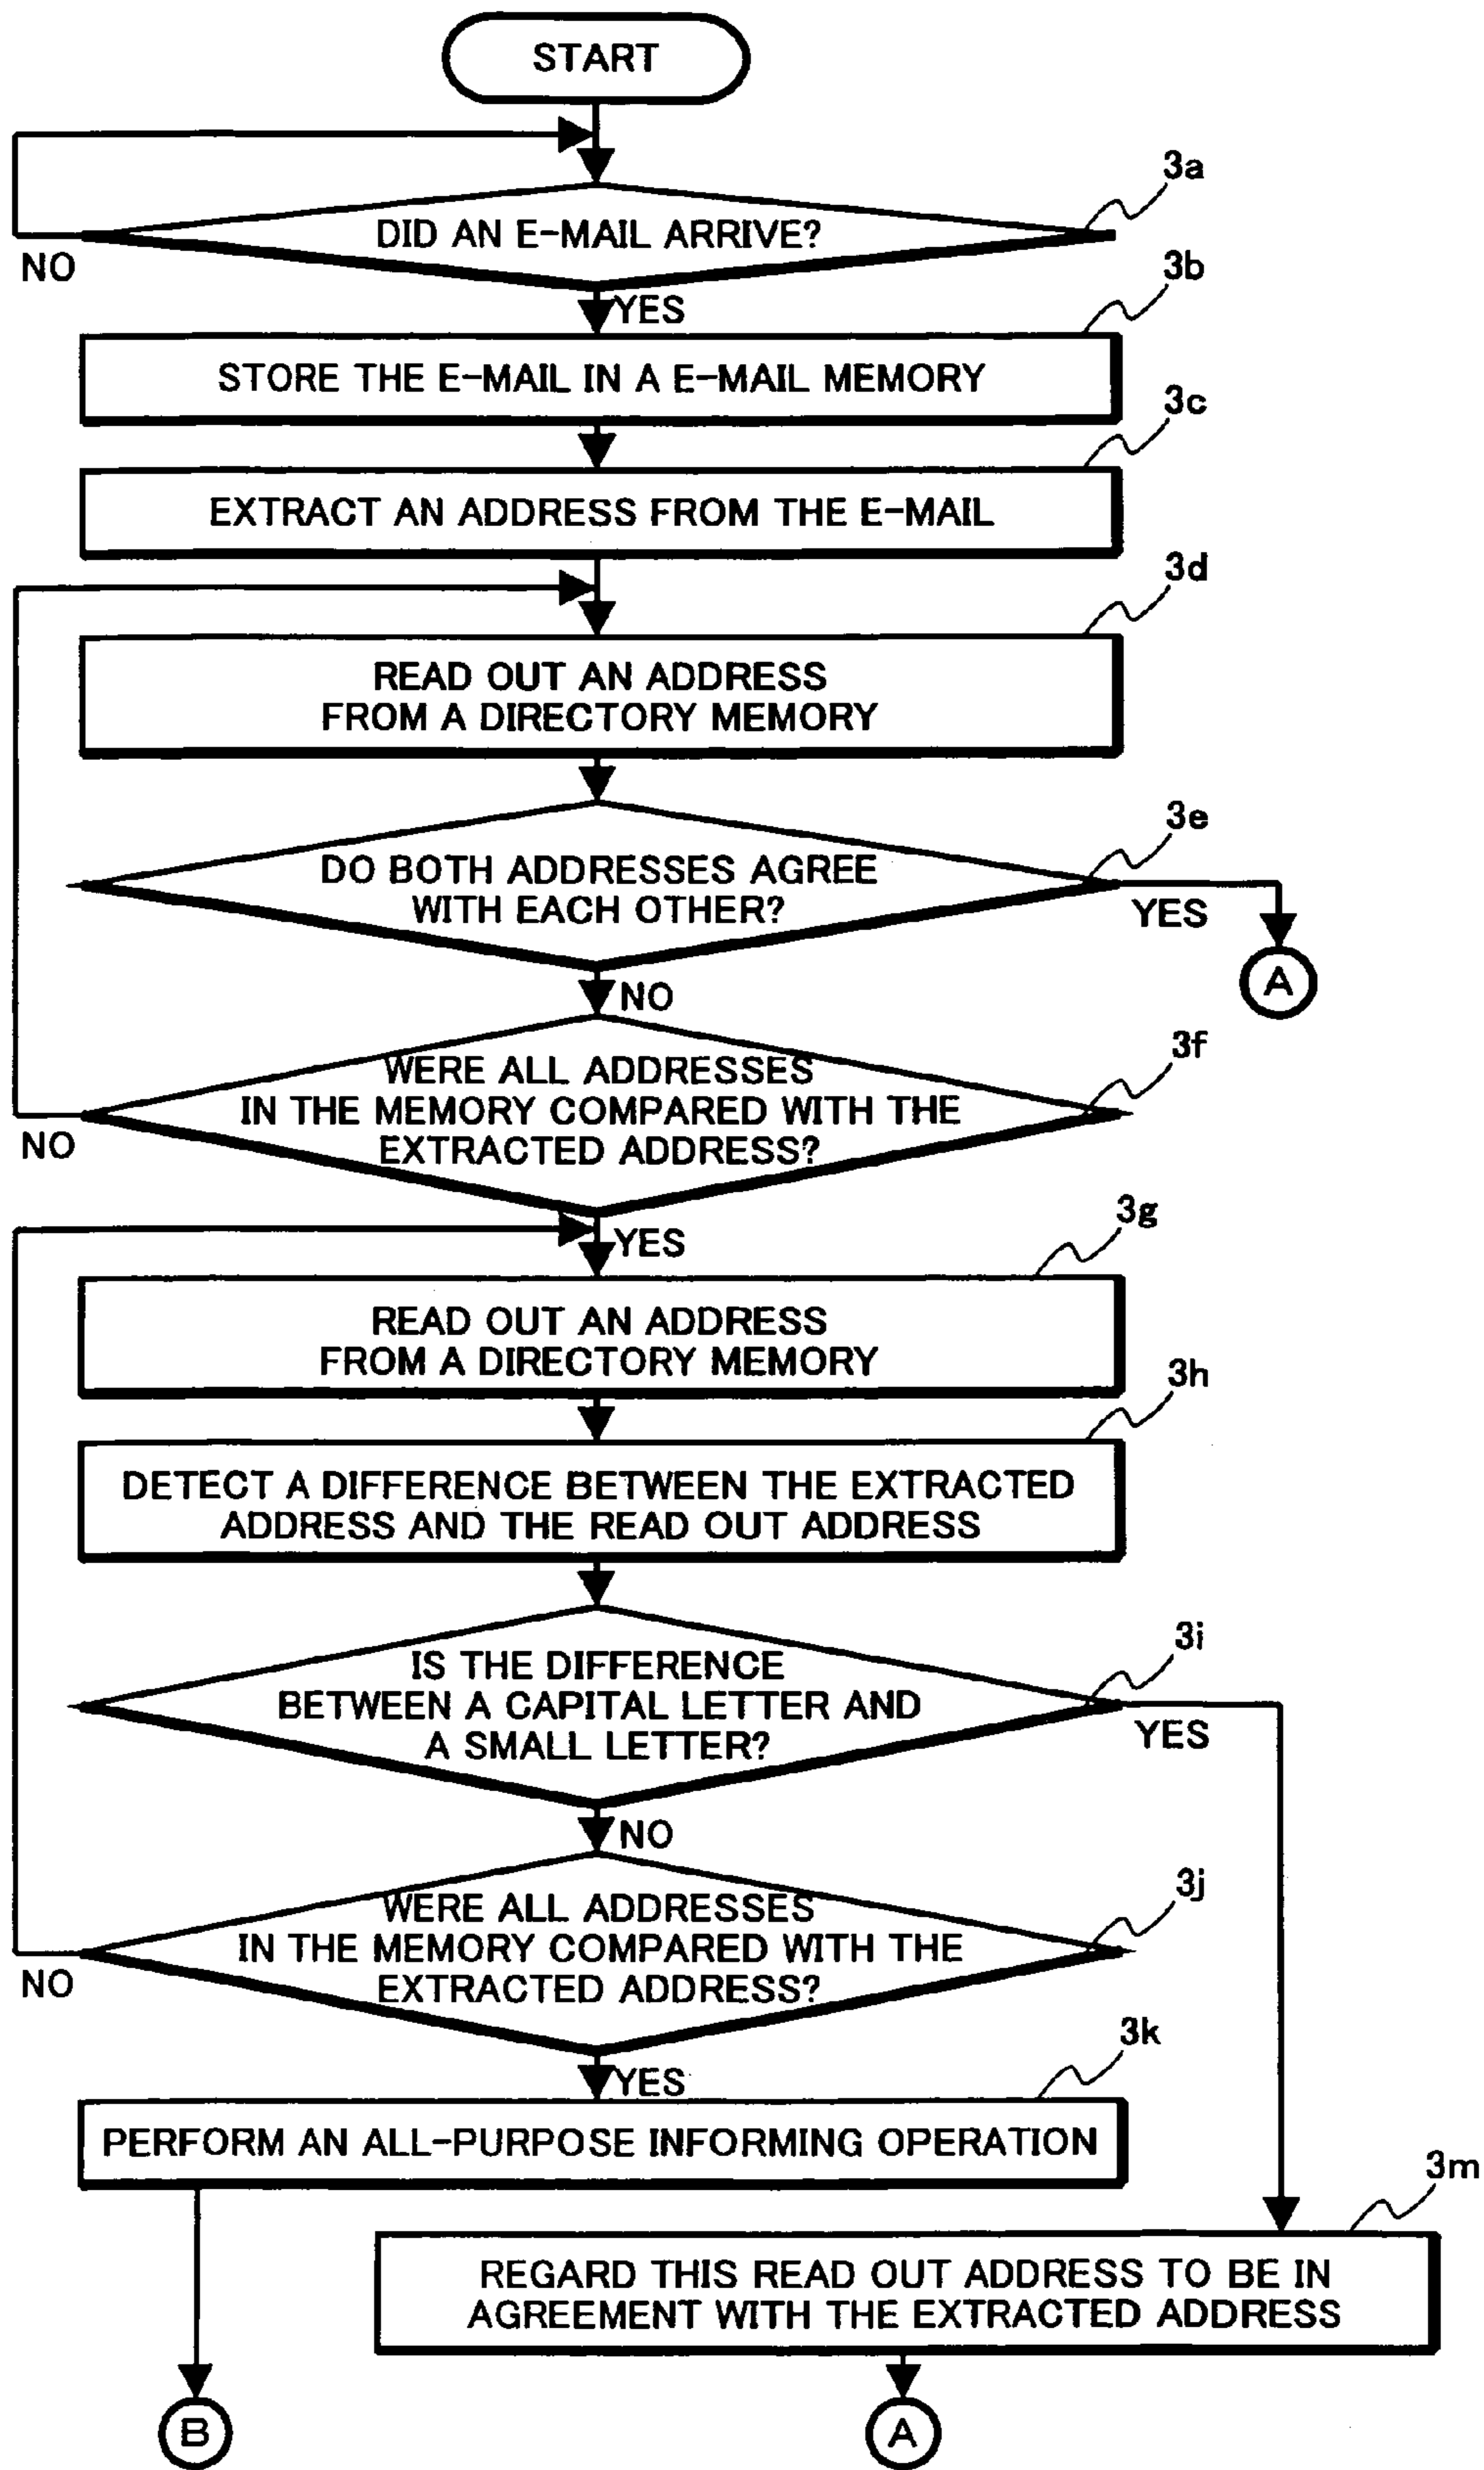 START
3a
DID AN E-MAIL ARRIVE?
NO
3b
YES
STORE THE E-MAIL IN A E-MAIL MEMORY
3c
EXTRACT AN ADDRESS FROM THE E-MAIL
3d
READ OUT AN ADDRESS
FROM A DIRECTORY MEMORY
3e
DO BOTH ADDRESSES AGREE
WITH EACH OTHER?
YES
A
NO
3f
WERE ALL ADDRESSES
IN THE MEMORY COMPARED WITH THE
EXTRACTED ADDRESS?
NO
3g
YES
READ OUT AN ADDRESS
FROM A DIRECTORY MEMORY
3h
DETECT A DIFFERENCE BETWEEN THE EXTRACTED
ADDRESS AND THE READ OUT ADDRESS
3i
IS THE DIFFERENCE
BETWEEN A CAPITAL LETTER AND
A SMALL LETTER?
YES
NO
3j
WERE ALL ADDRESSES
IN THE MEMORY COMPARED WITH THE
EXTRACTED ADDRESS?
NO
3k
YES
PERFORM AN ALL-PURPOSE INFORMING OPERATION
3m
REGARD THIS READ OUT ADDRESS TO BE IN
AGREEMENT WITH THE EXTRACTED ADDRESS
B
A